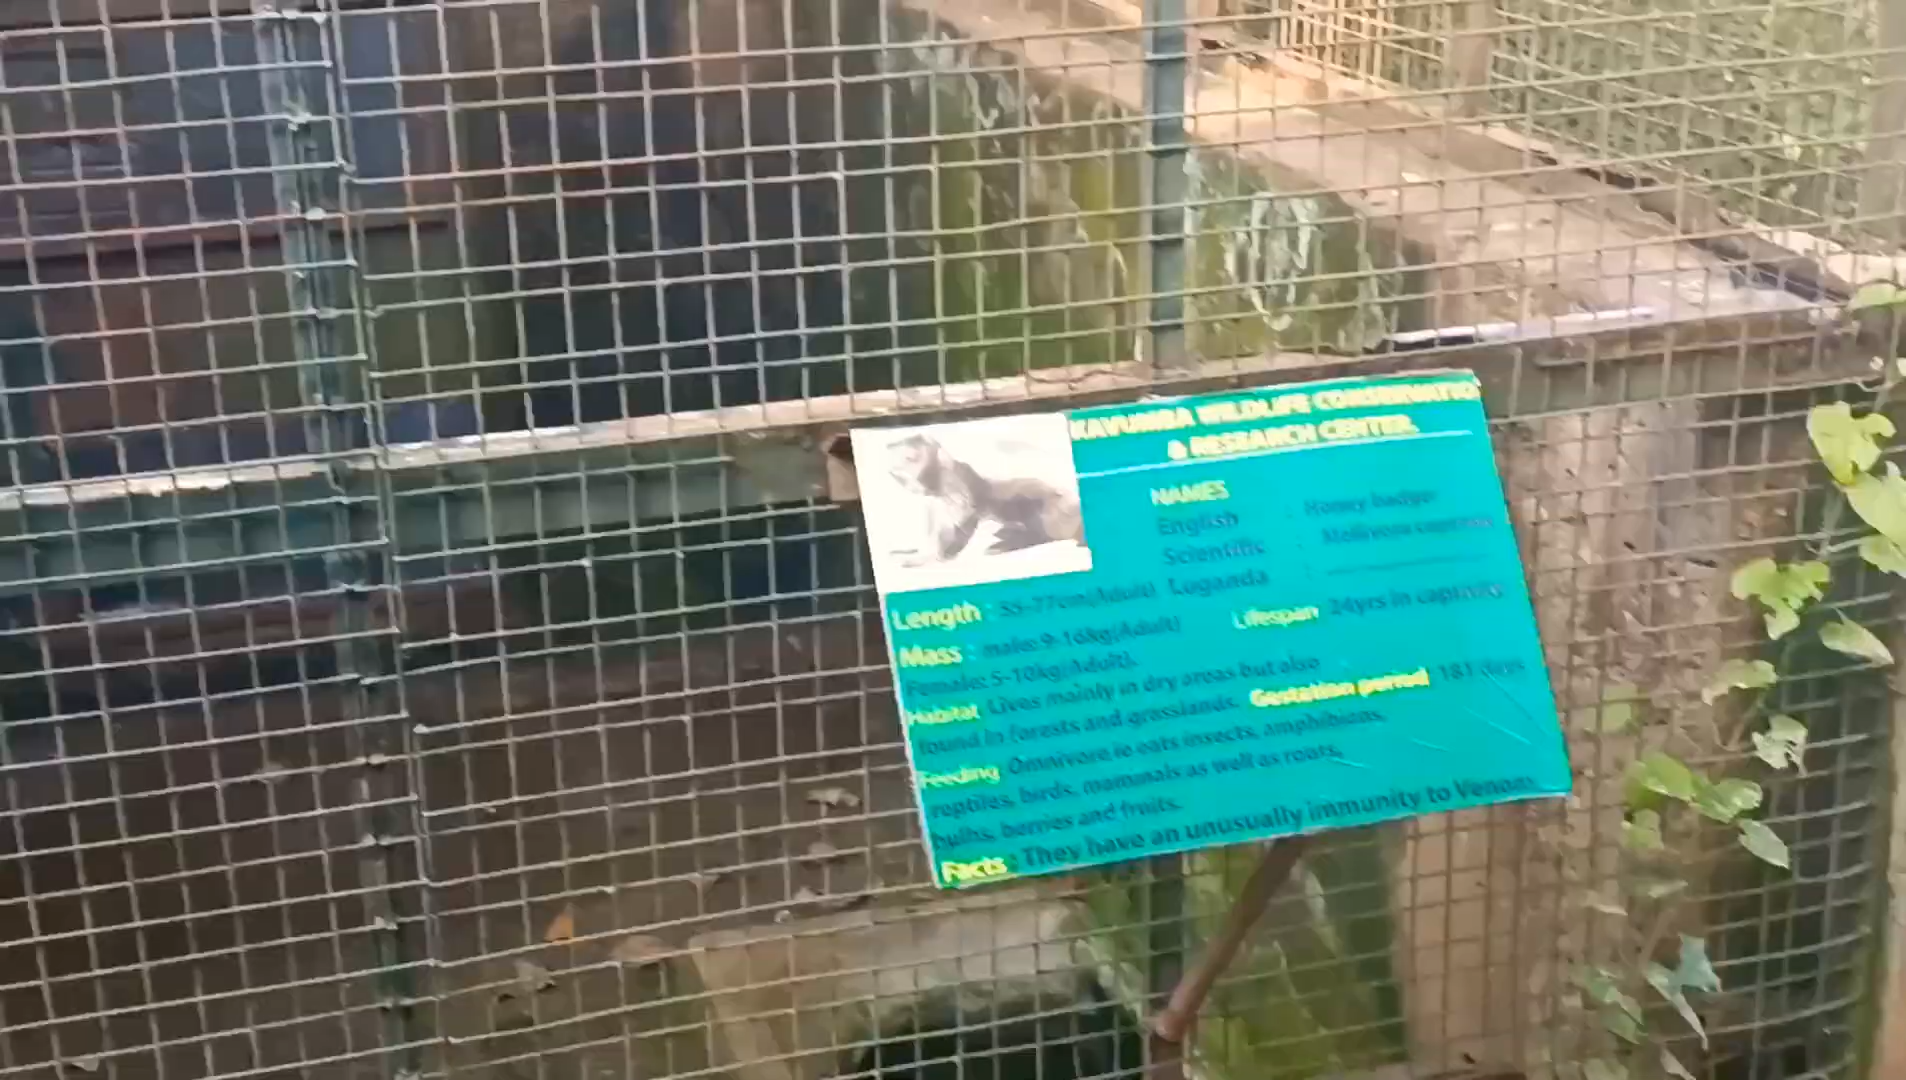 KAVUMBA WILDLIFE CONSERVATIO
& RESEARCH CENTER.
NAMES
English : Honey badger
Scientific : Mellivora capensis
Luganda :
Length : 55-77cm(Adult)
Lifespan 24yrs in captivity
Mass : male: 9-16kg(Adult)
Female: 5-10kg(Adult).
Habitat Lives mainly in dry areas but also
found in forests and grasslands.
Gestation period 181 days
Feeding Omnivore ie eats insects, amphibians,
reptiles, birds, mammals as well as roots,
bulbs, berries and fruits.
Facts : They have an unusually immunity to Venom